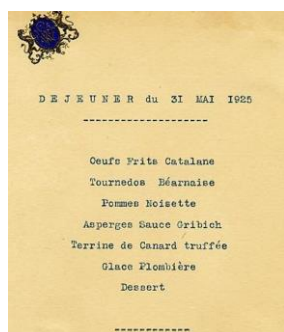 DEJEUNER du 31 MAI 1925
--------------------
Oeufs Frits Catalane
Tournedos Béarnaise
Pommes Noisette
Asperges Sauce Gribich
Terrine de Canard truffée
Glace Plombière
Dessert
------------